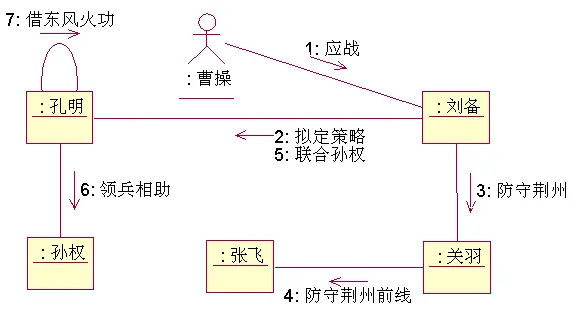 7: 借东风火功
: 曹操
1: 应战
: 孔明
: 刘备
2: 拟定策略
5: 联合孙权
6: 领兵相助
3: 防守荆州
: 孙权
: 张飞
: 关羽
4: 防守荆州前线